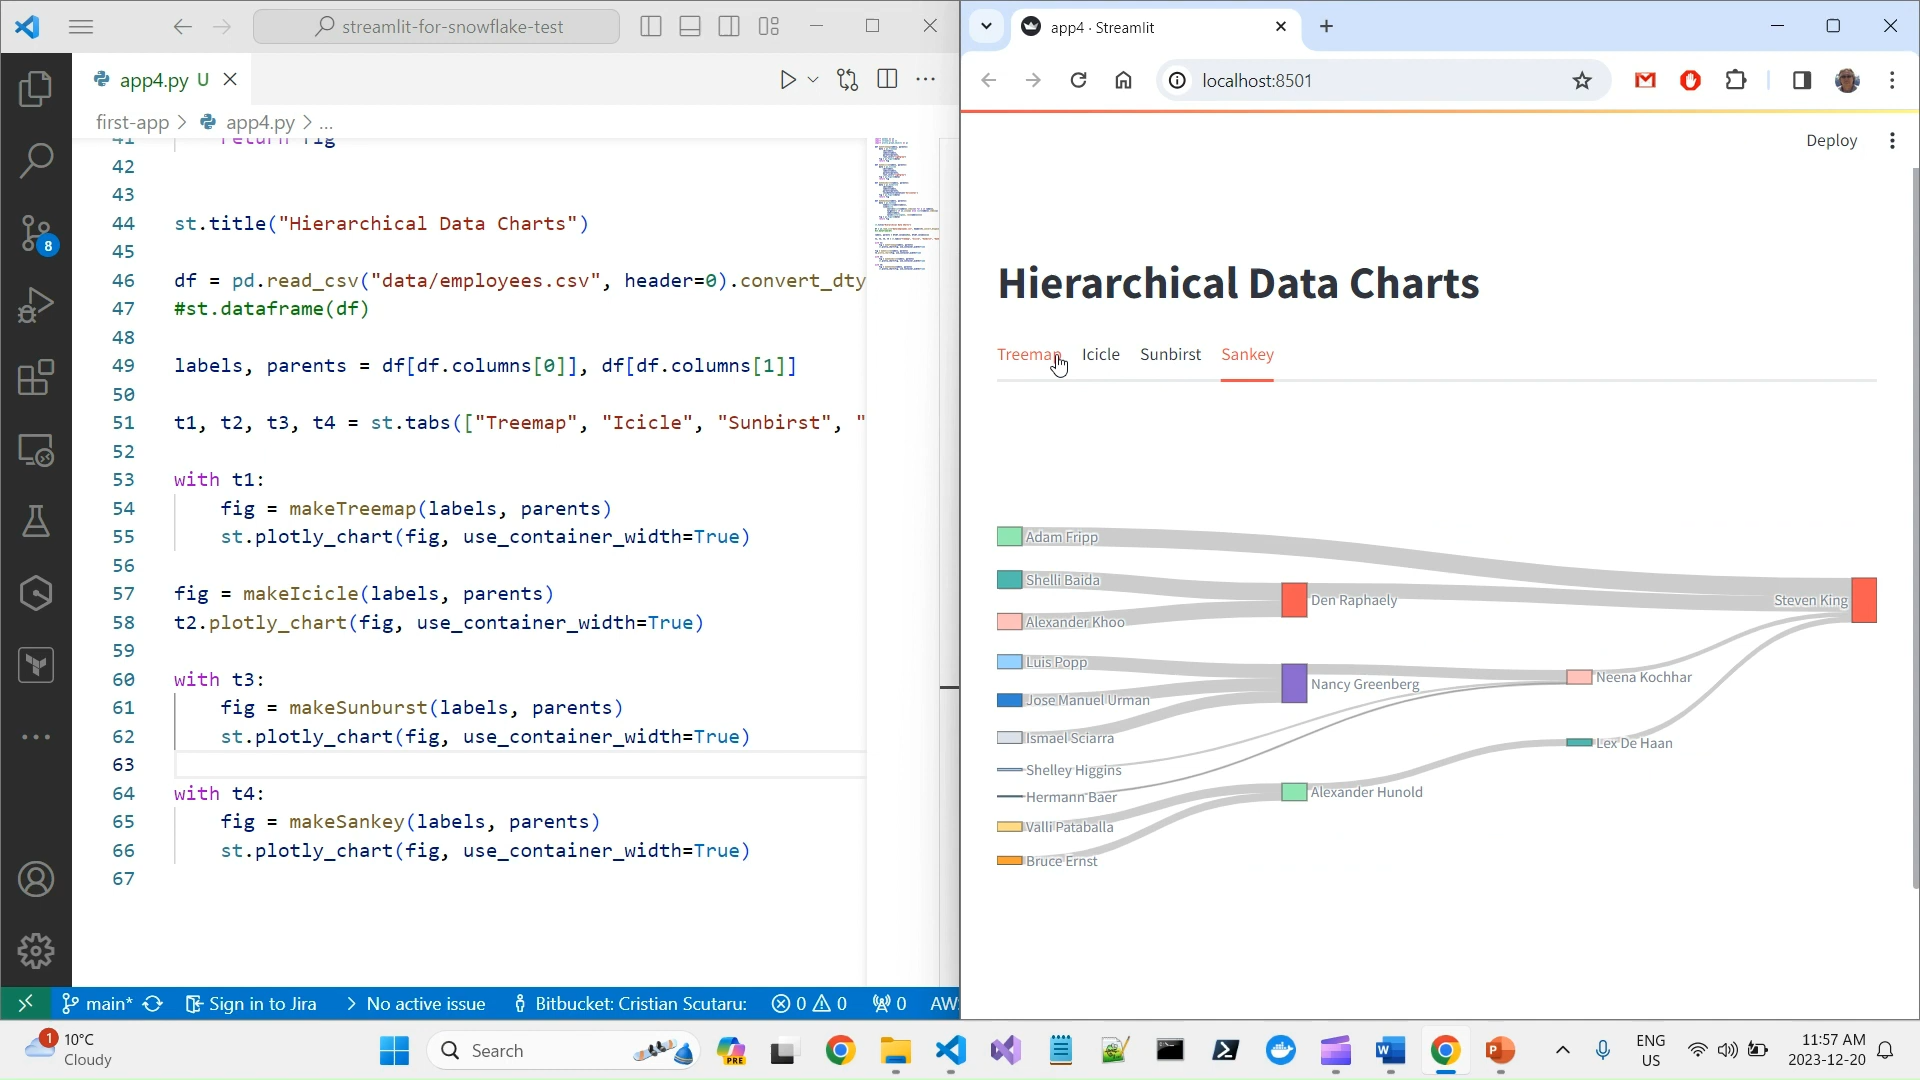 streamlit-for-snowflake-test
app4.py U
first-app > app4.py > ...
41 return fig
42
43
44 st.title("Hierarchical Data Charts")
45
46 df = pd.read_csv("data/employees.csv", header=0).convert_dty
47 #st.dataframe(df)
48
49 labels, parents = df[df.columns[0]], df[df.columns[1]]
50
51 t1, t2, t3, t4 = st.tabs(["Treemap", "Icicle", "Sunbirst", "
52
53 with t1:
54 fig = makeTreemap(labels, parents)
55 st.plotly_chart(fig, use_container_width=True)
56
57 fig = makeIcicle(labels, parents)
58 t2.plotly_chart(fig, use_container_width=True)
59
60 with t3:
61 fig = makeSunburst(labels, parents)
62 st.plotly_chart(fig, use_container_width=True)
63
64 with t4:
65 fig = makeSankey(labels, parents)
66 st.plotly_chart(fig, use_container_width=True)
67
8
main* Sign in to Jira > No active issue Bitbucket: Cristian Scutaru: 0 0 0 AW
app4 · Streamlit
localhost:8501
Deploy
Hierarchical Data Charts
Treemap Icicle Sunbirst Sankey
Adam Fripp
Shelli Baida
Den Raphaely
Steven King
Alexander Khoo
Luis Popp
Neena Kochhar
Nancy Greenberg
Jose Manuel Urman
Ismael Sciarra
Lex De Haan
Shelley Higgins
Alexander Hunold
Hermann Baer
Valli Pataballa
Bruce Ernst
1
10°C
Cloudy
Search
PRE
ENG
US
11:57 AM
2023-12-20